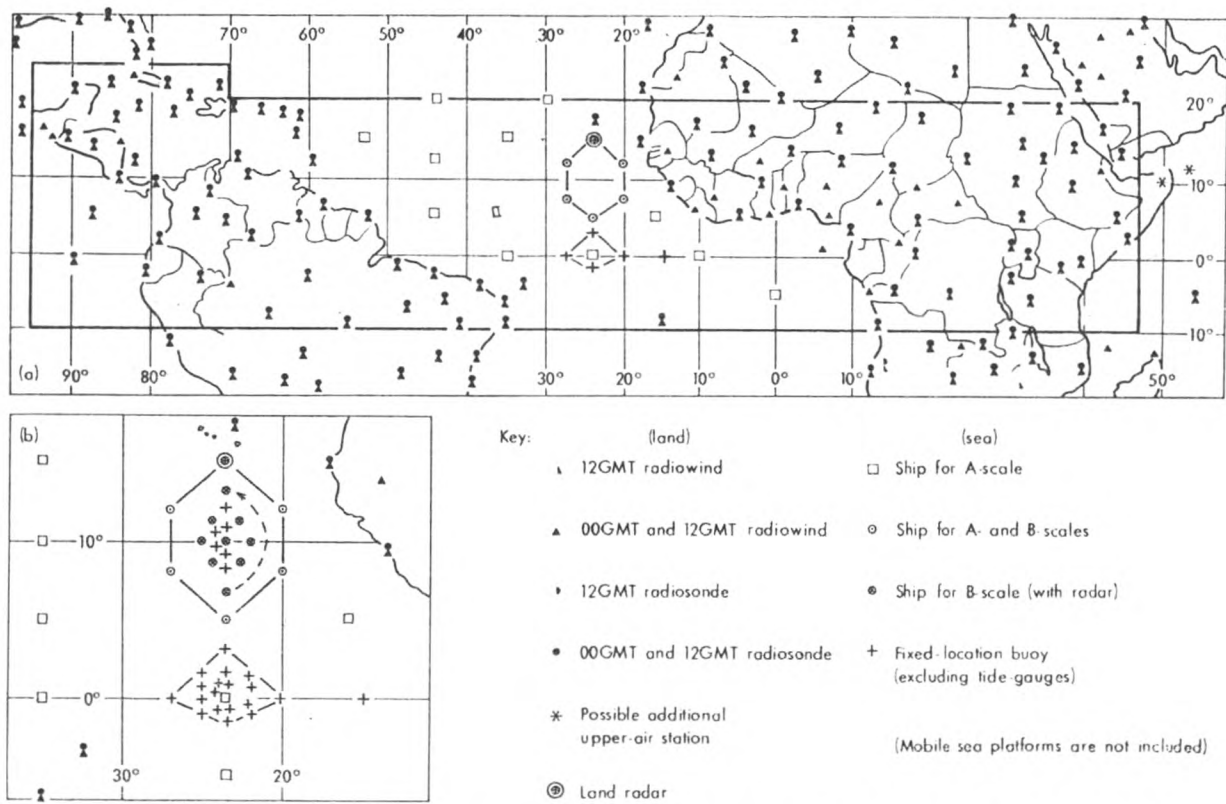 70° 60° 50° 40° 30° 20°
20°
10°
0°
10°
(a) 90° 80° 30° 20° 10° 0° 10° 50°
(b)
10°
0°
30° 20°
Key: (land) (sea)
12GMT radiowind
Ship for A-scale
00GMT and 12GMT radiowind
Ship for A- and B-scales
12GMT radiosonde
Ship for B-scale (with radar)
00GMT and 12GMT radiosonde
Fixed-location buoy
(excluding tide-gauges)
Possible additional
upper-air station
(Mobile sea platforms are not included)
Land radar